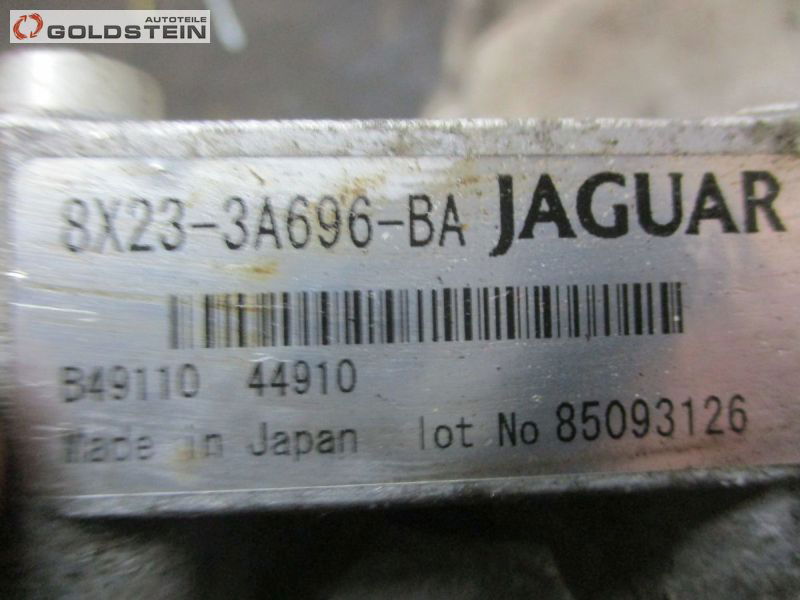 AUTOTEILE
GOLDSTEIN
8X23-3A696-BA JAGUAR
B49110 44910
Made in Japan lot No 85093126